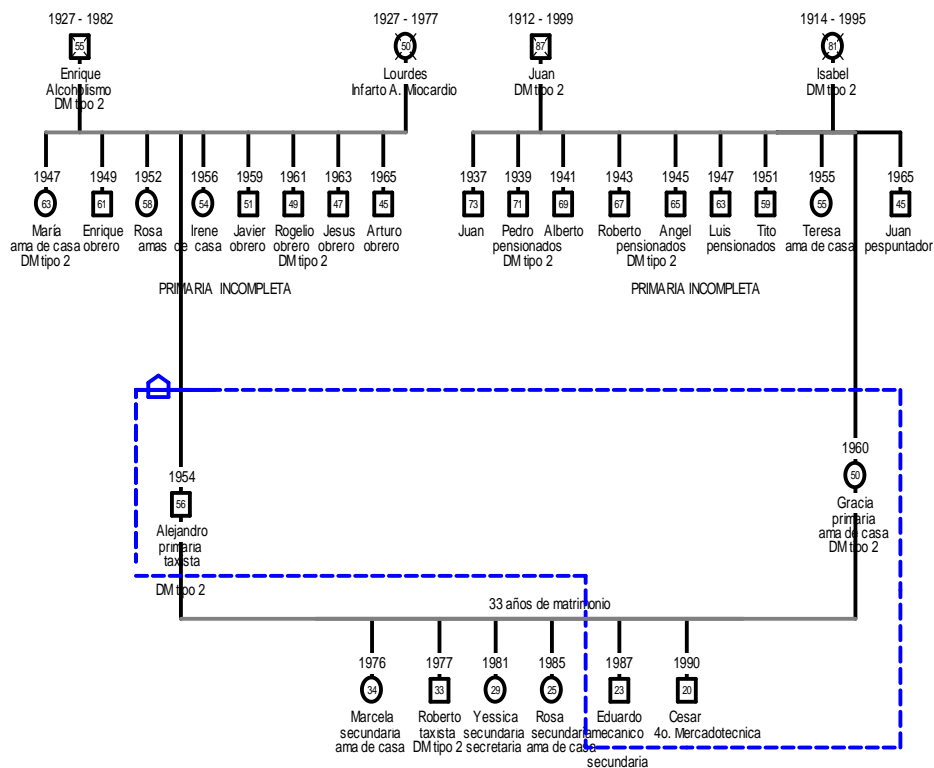 1927 - 1982 1927 - 1977 1912 - 1999 1914 - 1995
55 50 87 81
Enrique Lourdes Juan Isabel
Alcoholismo Infarto A. Miocardio DM tipo 2 DM tipo 2
DM tipo 2
1947 1949 1952 1956 1959 1961 1963 1965 1937 1939 1941 1943 1945 1947 1951 1955 1965
63 61 58 54 51 49 47 45 73 71 69 67 65 63 59 55 45
María Enrique Rosa Irene Javier Rogelio Jesus Arturo Juan Pedro Alberto Roberto Angel Luis Tito Teresa Juan
ama de casa obrero amas de casa obrero obrero obrero obrero pensionados pensionados pensionados ama de casa pespuntador
DM tipo 2 DM tipo 2 DM tipo 2 DM tipo 2
PRIMARIA INCOMPLETA PRIMARIA INCOMPLETA
1960
50
Gracia
primaria
ama de casa
DM tipo 2
1954
56
Alejandro
primaria
taxista
DM tipo 2
33 años de matrimonio
1976 1977 1981 1985 1987 1990
34 33 29 25 23 20
Marcela Roberto Yessica Rosa Eduardo Cesar
secundaria taxista secundaria secundaria mecanico 4o. Mercadotecnica
ama de casa DM tipo 2 secretaria ama de casa
secundaria